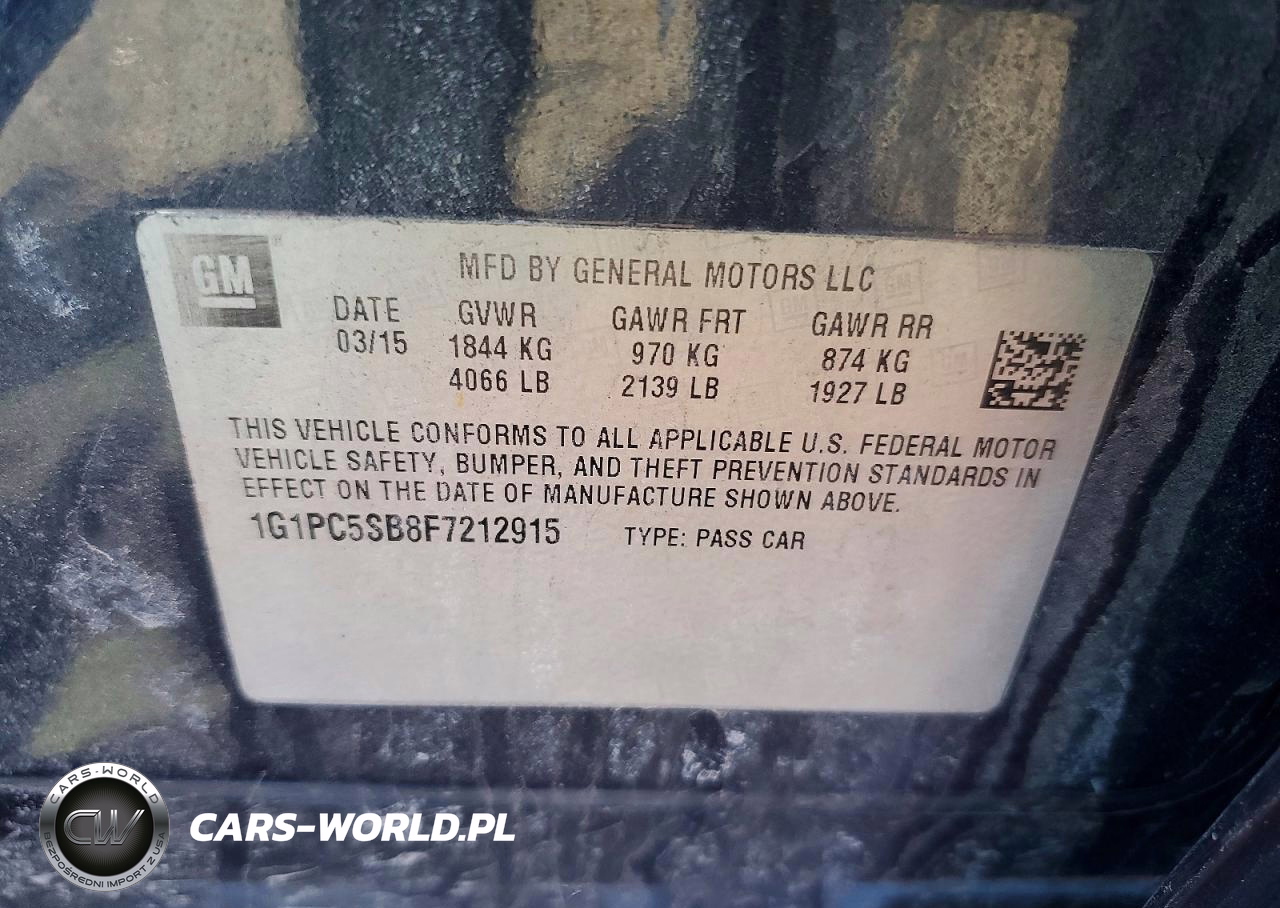 GM
MFD BY GENERAL MOTORS LLC
DATE GVWR GAWR FRT GAWR RR
03/15 1844 KG 970 KG 874 KG
4066 LB 2139 LB 1927 LB
THIS VEHICLE CONFORMS TO ALL APPLICABLE U.S. FEDERAL MOTOR
VEHICLE SAFETY, BUMPER, AND THEFT PREVENTION STANDARDS IN
EFFECT ON THE DATE OF MANUFACTURE SHOWN ABOVE.
1G1PC5SB8F7212915 TYPE: PASS CAR
CARS-WORLD
CW
BEZPOŚREDNI IMPORT Z USA
CARS-WORLD.PL